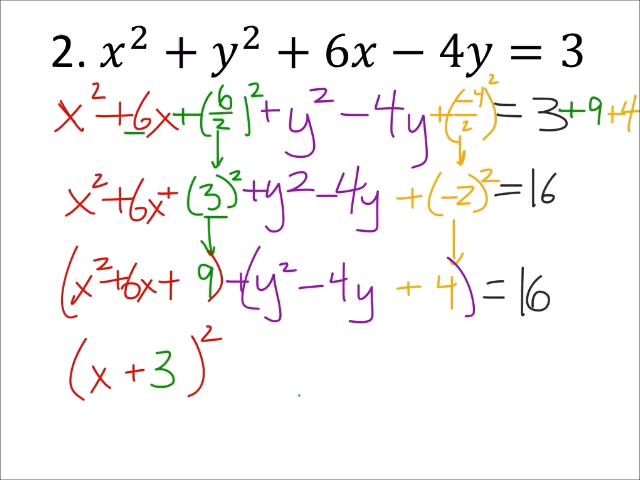 2. x² + y² + 6x − 4y = 3
x² + 6x + (6/2)² + y² − 4y + (−4/2)² = 3 + 9 + 4
x² + 6x + (3)² + y² − 4y + (−2)² = 16
(x² + 6x + 9) + (y² − 4y + 4) = 16
(x + 3)²